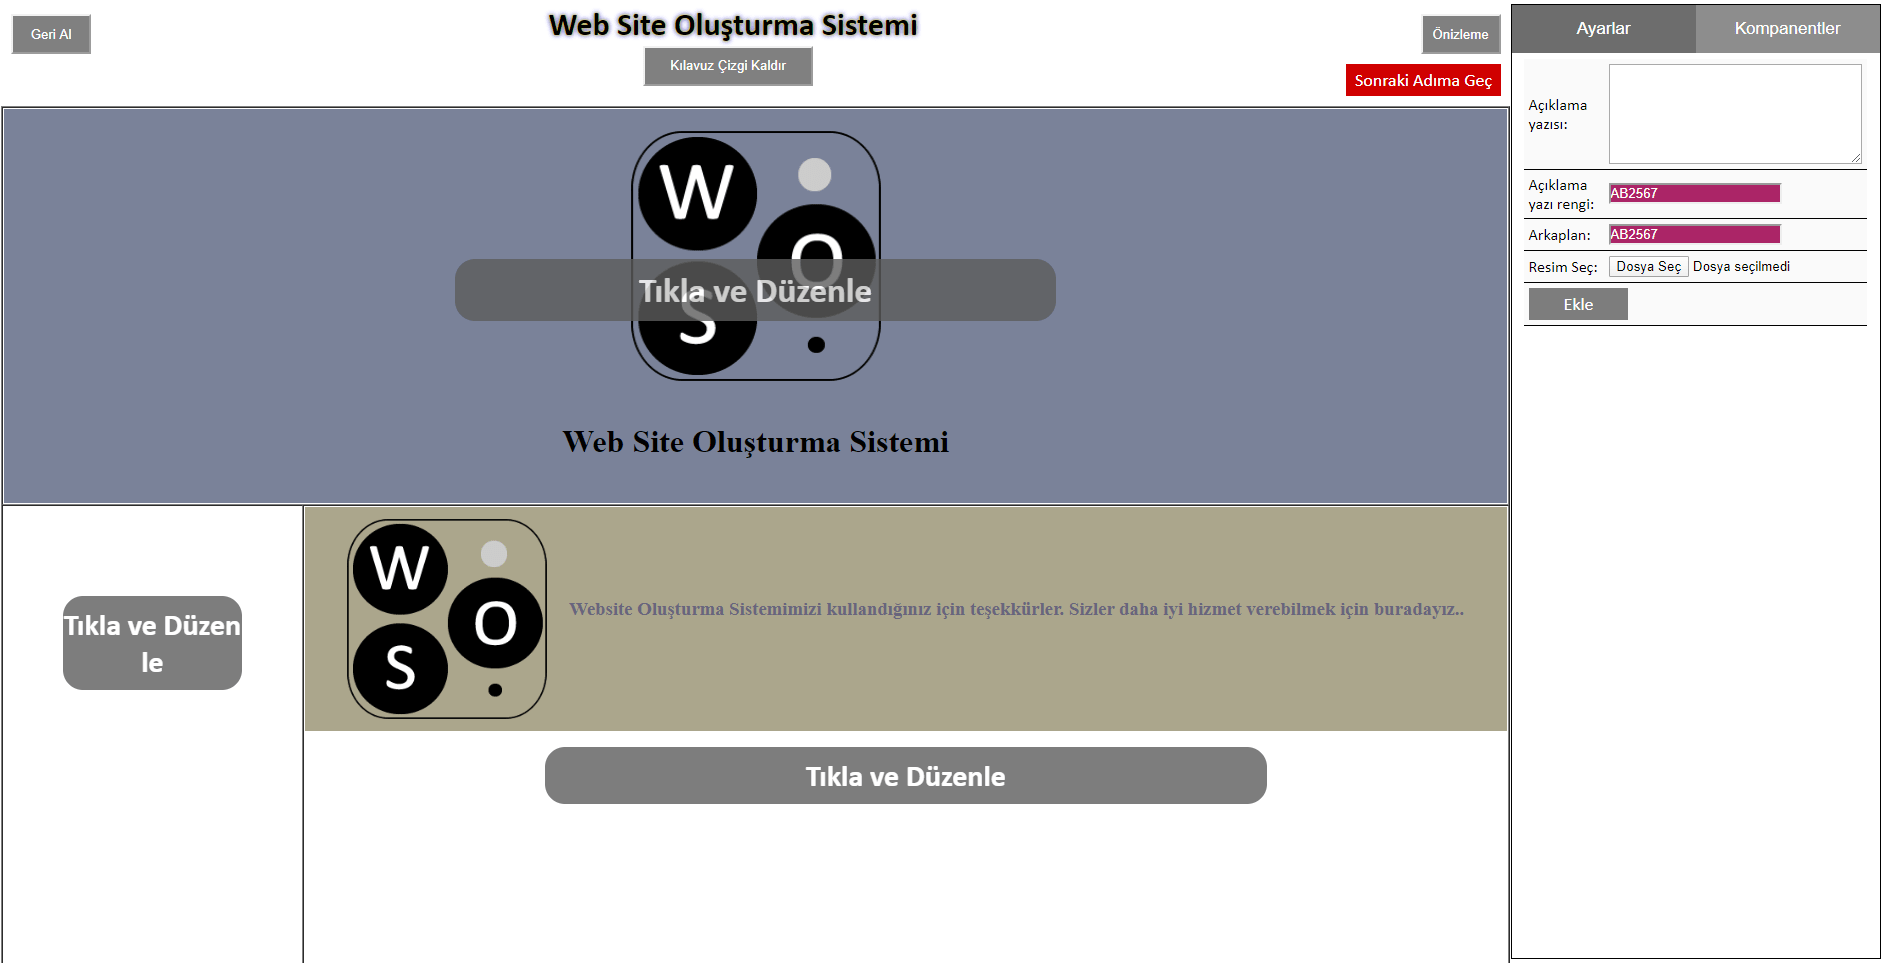 Geri Al
Web Site Oluşturma Sistemi
Kılavuz Çizgi Kaldır
Önizleme
Sonraki Adıma Geç
W
O
S
Tıkla ve Düzenle
Web Site Oluşturma Sistemi
Tıkla ve Düzen
le
W
O
S
Website Oluşturma Sistemimizi kullandığınız için teşekkürler. Sizler daha iyi hizmet verebilmek için buradayız..
Tıkla ve Düzenle
Ayarlar
Kompanentler
Açıklama
yazısı:
Açıklama
yazı rengi:
AB2567
Arkaplan:
AB2567
Resim Seç:
Dosya Seç
Dosya seçilmedi
Ekle